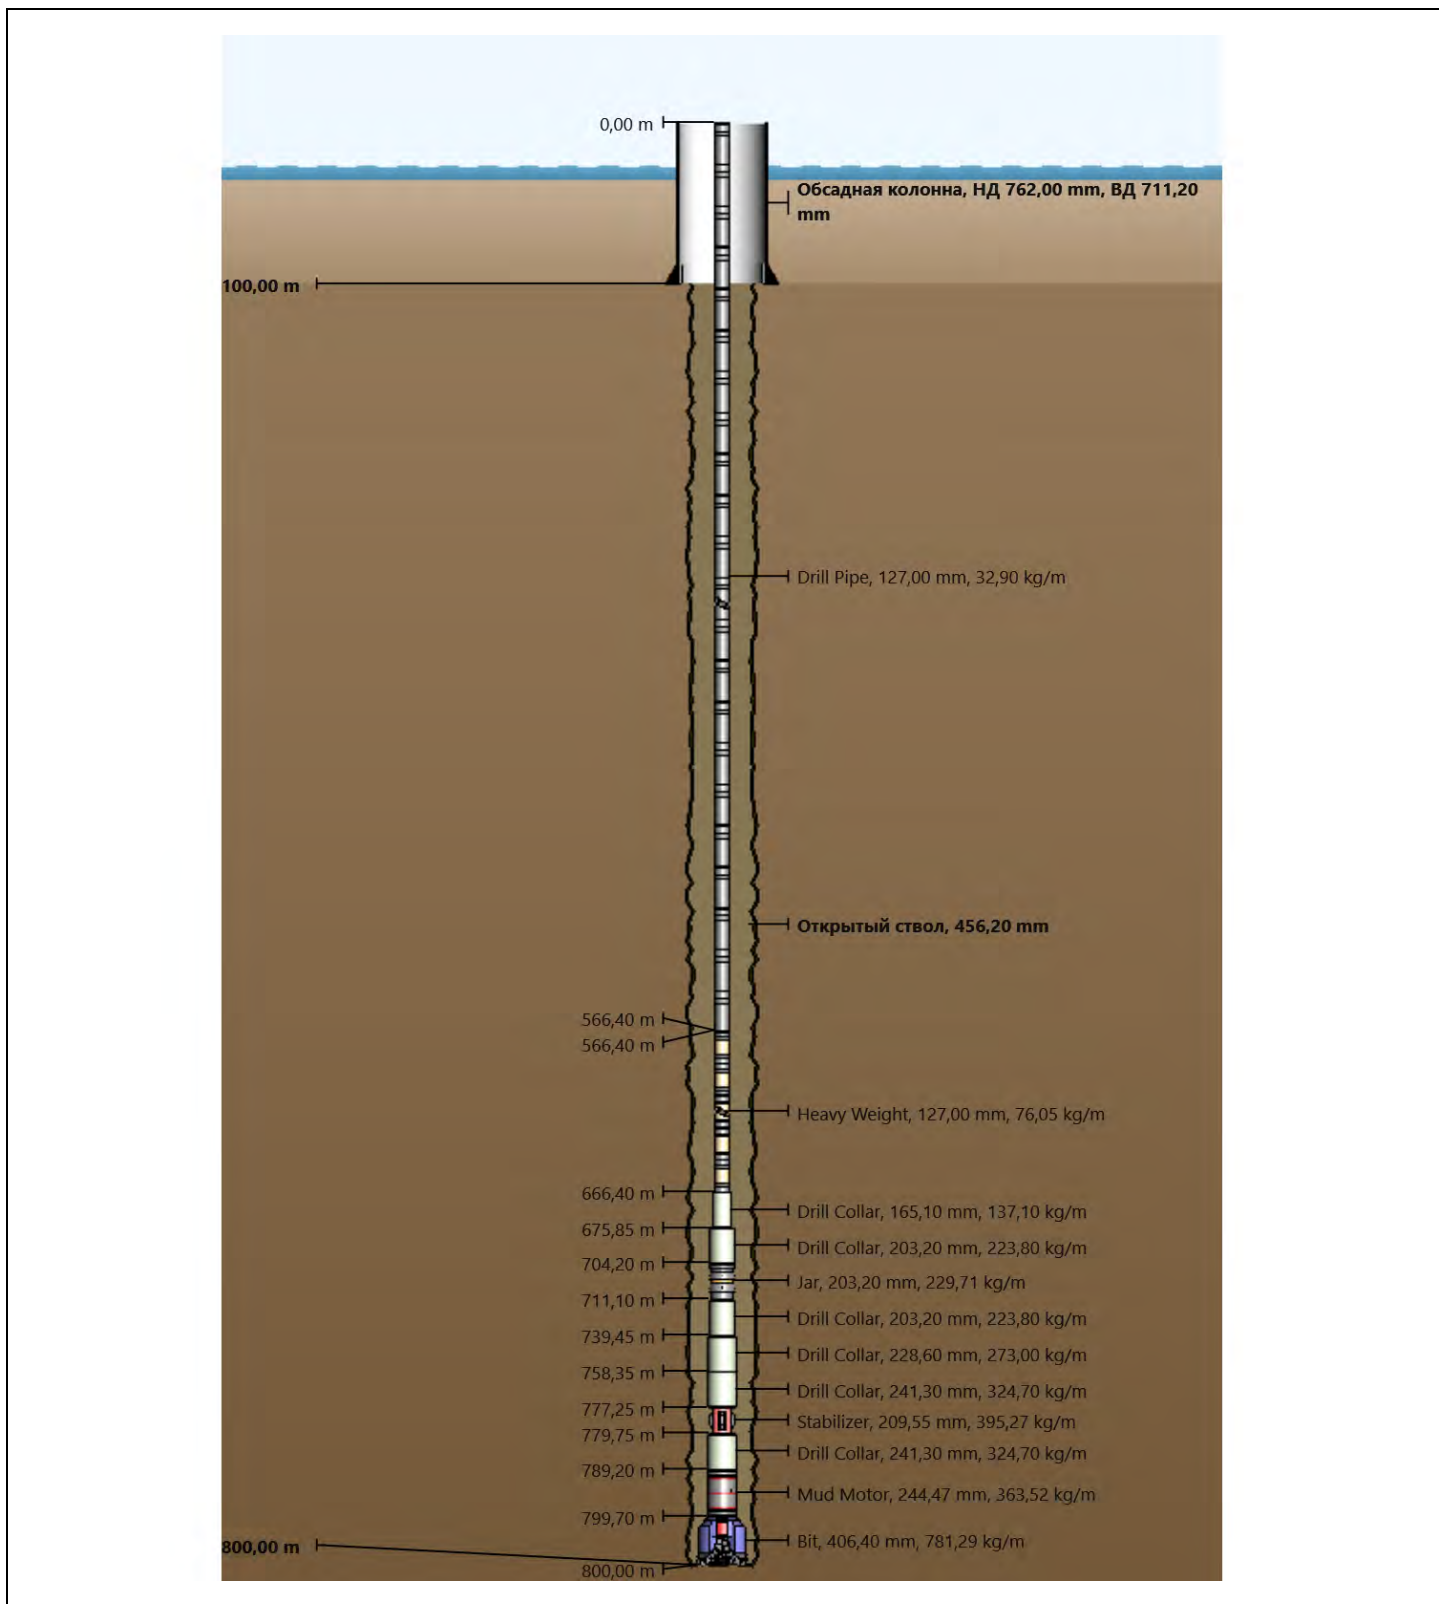 0,00 m
Обсадная колонна, НД 762,00 mm, ВД 711,20
mm
100,00 m
Drill Pipe, 127,00 mm, 32,90 kg/m
Открытый ствол, 456,20 mm
566,40 m
566,40 m
Heavy Weight, 127,00 mm, 76,05 kg/m
666,40 m
Drill Collar, 165,10 mm, 137,10 kg/m
675,85 m
Drill Collar, 203,20 mm, 223,80 kg/m
704,20 m
Jar, 203,20 mm, 229,71 kg/m
711,10 m
Drill Collar, 203,20 mm, 223,80 kg/m
739,45 m
Drill Collar, 228,60 mm, 273,00 kg/m
758,35 m
Drill Collar, 241,30 mm, 324,70 kg/m
777,25 m
Stabilizer, 209,55 mm, 395,27 kg/m
779,75 m
Drill Collar, 241,30 mm, 324,70 kg/m
789,20 m
Mud Motor, 244,47 mm, 363,52 kg/m
799,70 m
Bit, 406,40 mm, 781,29 kg/m
800,00 m
800,00 m